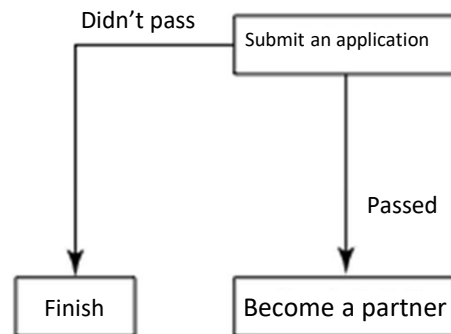 Didn’t pass
Submit an application
Passed
Finish
Become a partner